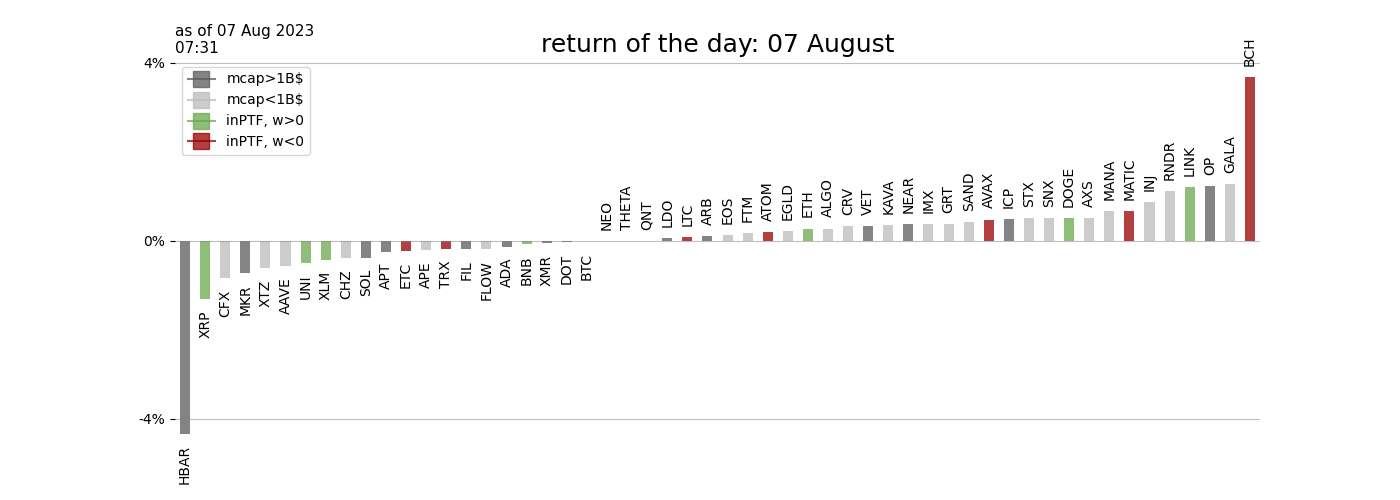 as of 07 Aug 2023
07:31
return of the day: 07 August
4%
0%
-4%
mcap>1B$
mcap<1B$
inPTF, w>0
inPTF, w<0
HBAR
XRP
CFX
MKR
XTZ
AAVE
UNI
XLM
CHZ
SOL
APT
ETC
APE
TRX
FIL
FLOW
ADA
BNB
XMR
DOT
BTC
NEO
THETA
QNT
LDO
LTC
ARB
EOS
FTM
ATOM
EGLD
ETH
ALGO
CRV
VET
KAVA
NEAR
IMX
GRT
SAND
AVAX
ICP
STX
SNX
DOGE
AXS
MANA
MATIC
INJ
RNDR
LINK
OP
GALA
BCH